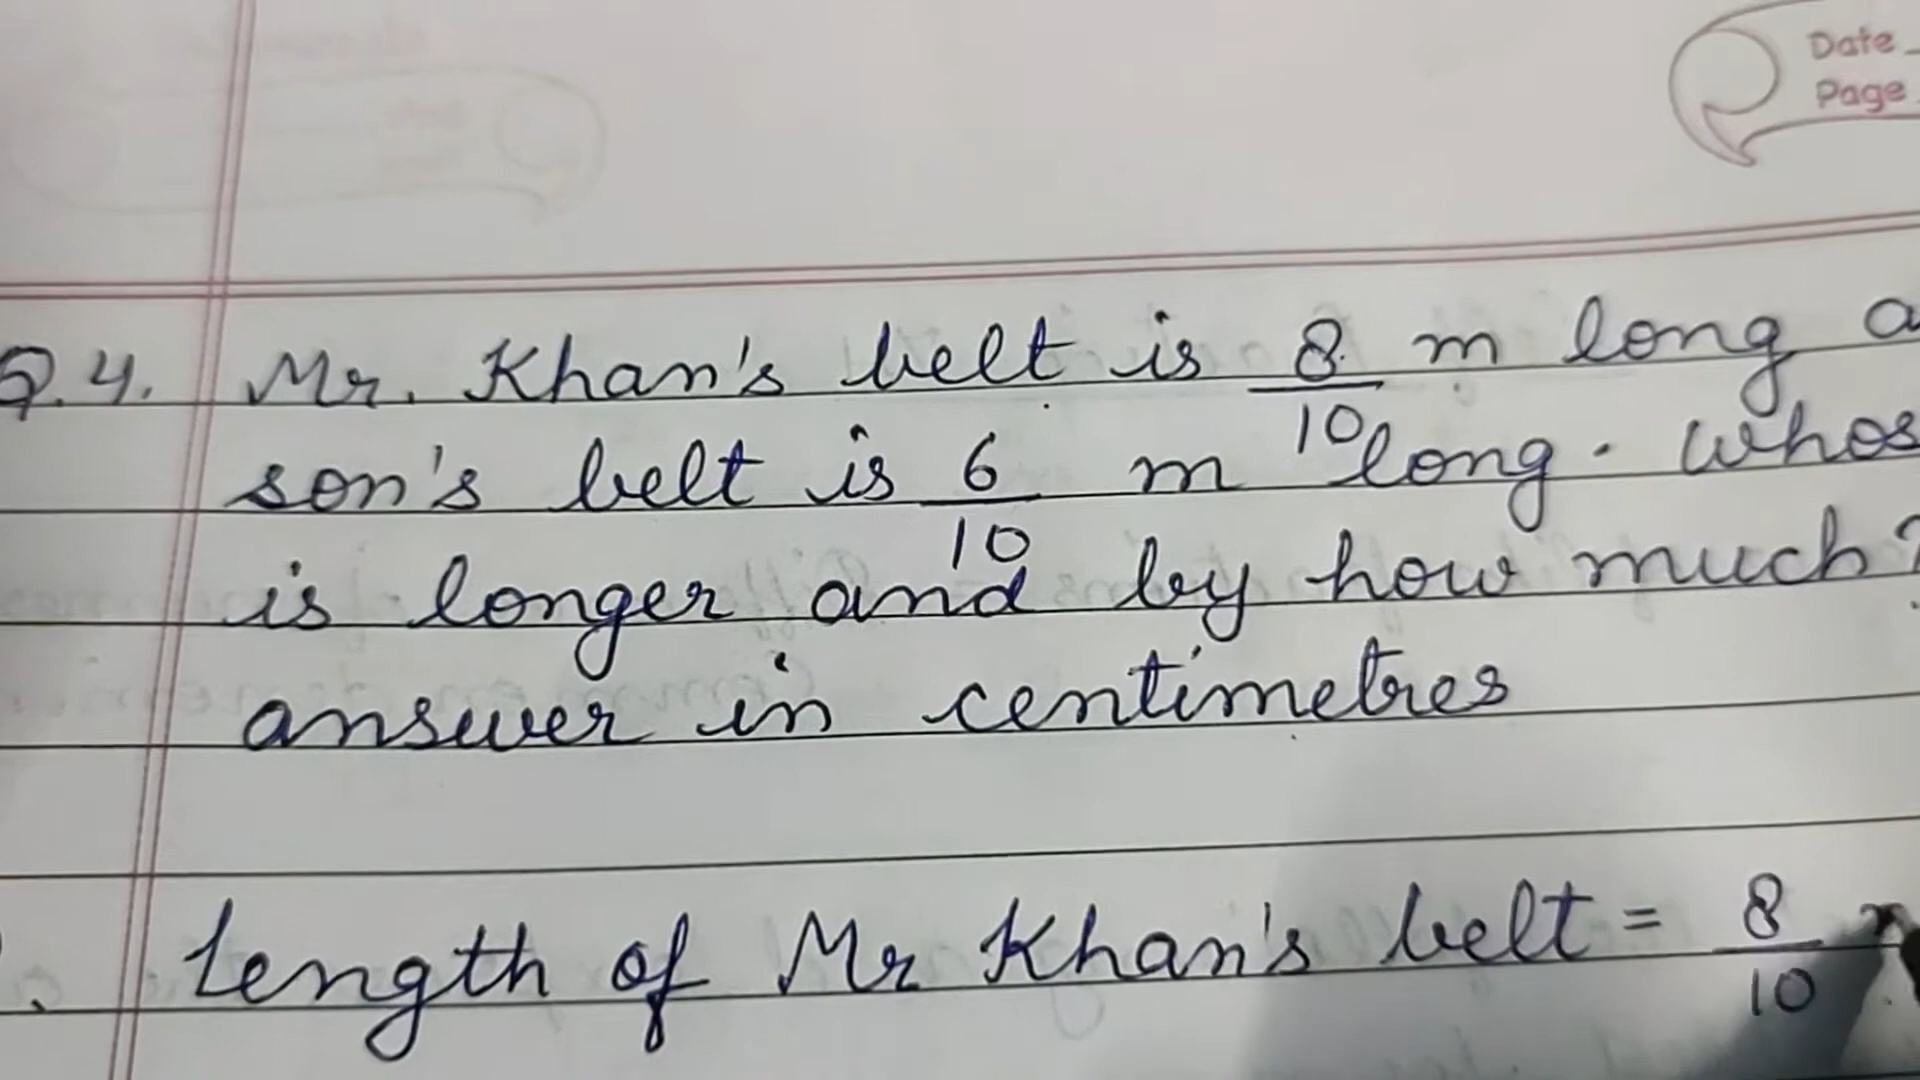 Date
Page
Q.4. Mr. Khan's belt is 8/10 m long
son's belt is 6/10 m long. whos
is longer and by how much?
answer in centimetres
Length of Mr Khan's belt = 8/10